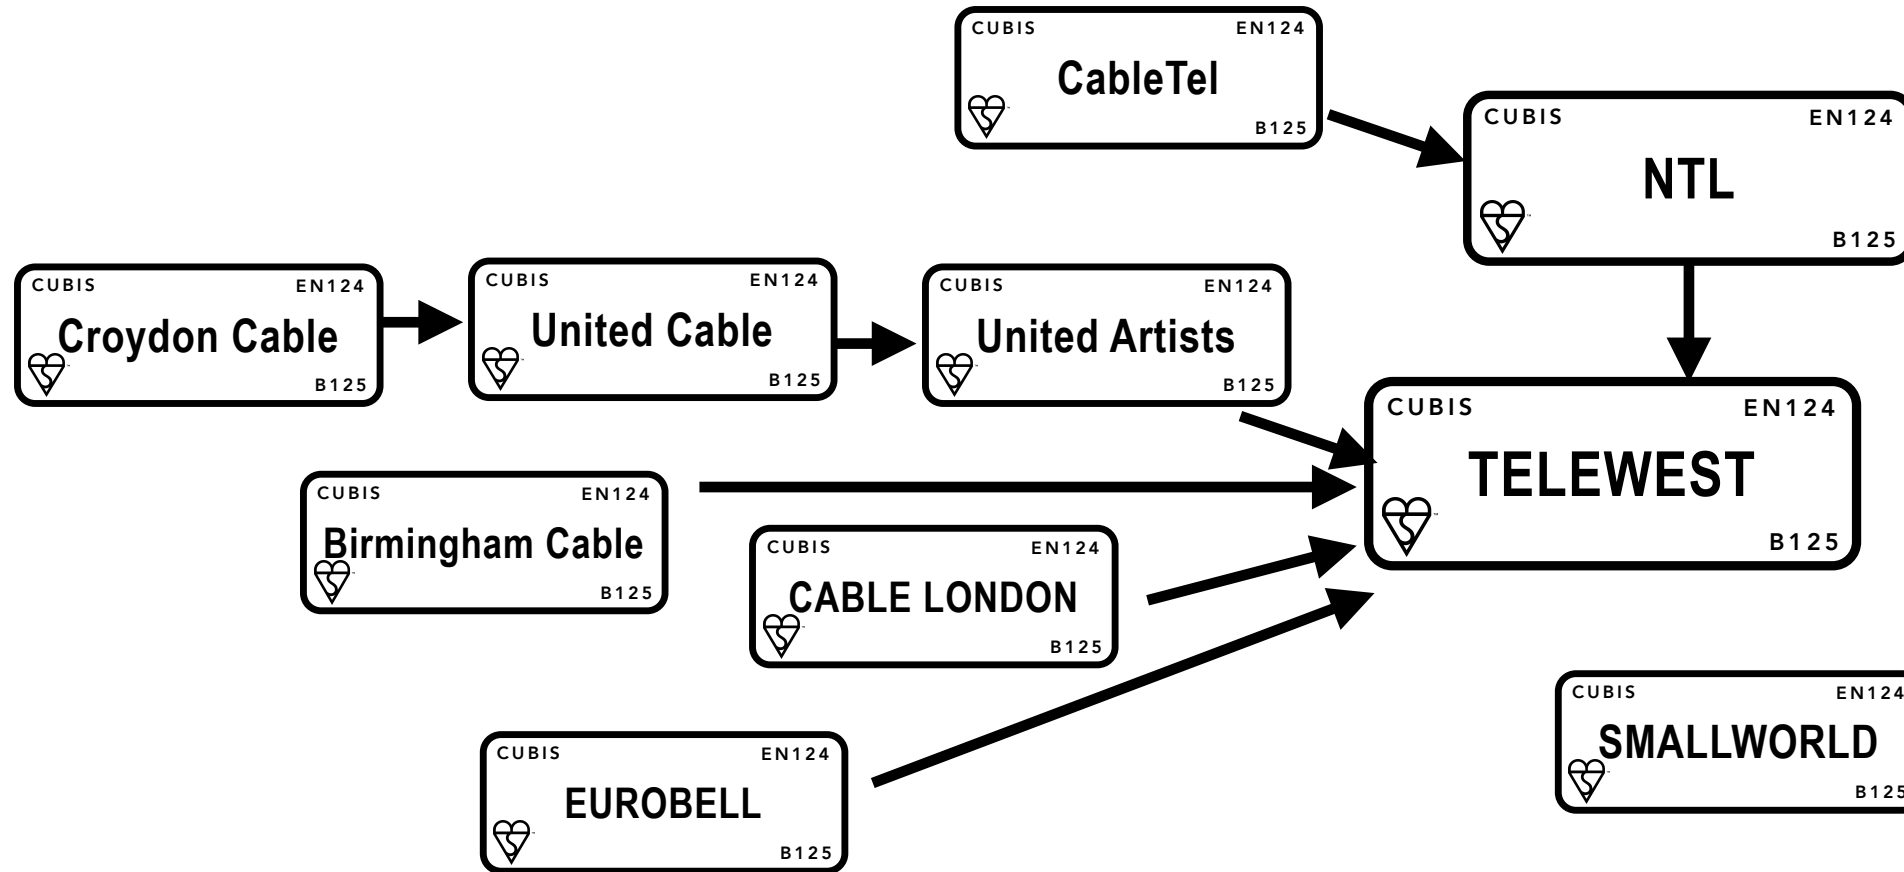 CUBIS EN124
CableTel
B125
CUBIS EN124
NTL
B125
CUBIS EN124
Croydon Cable
B125
CUBIS EN124
United Cable
B125
CUBIS EN124
United Artists
B125
CUBIS EN124
TELEWEST
B125
CUBIS EN124
Birmingham Cable
B125
CUBIS EN124
CABLE LONDON
B125
CUBIS EN124
SMALLWORLD
B125
CUBIS EN124
EUROBELL
B125